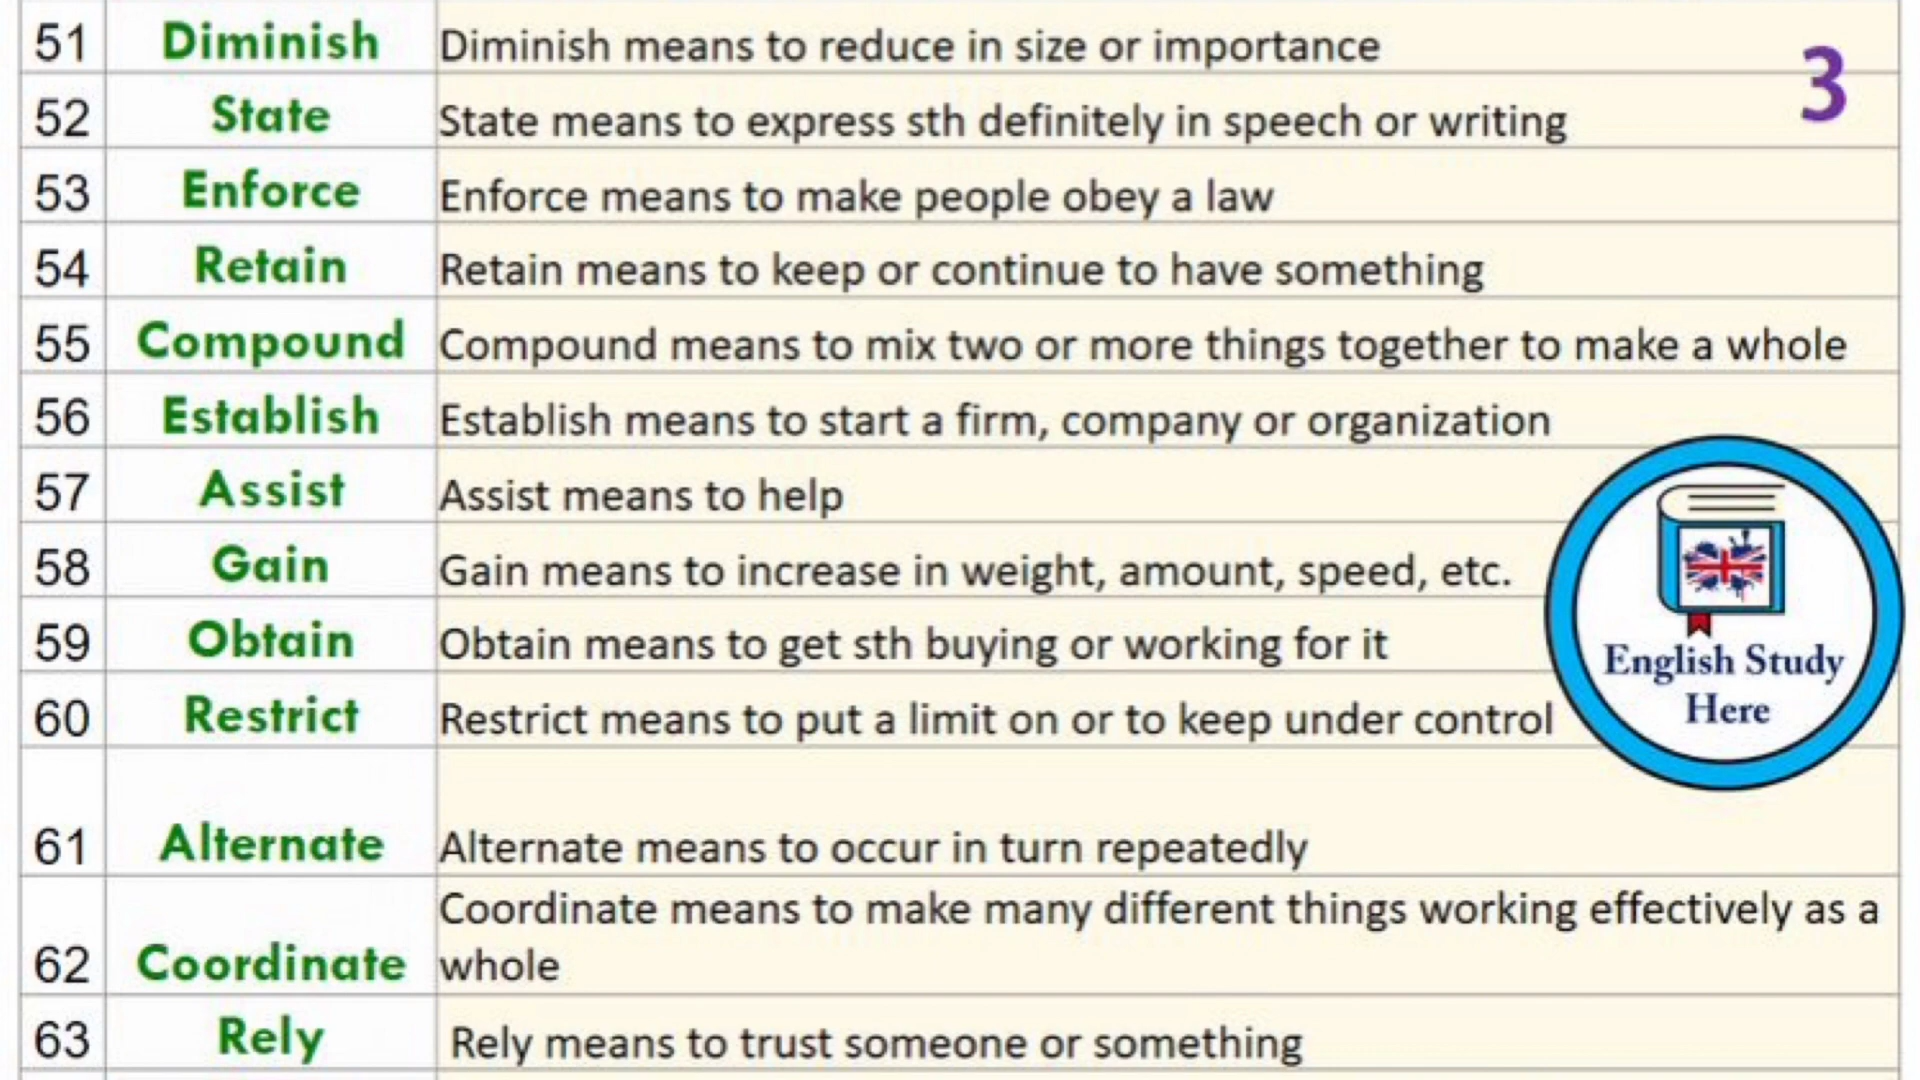 51 Diminish Diminish means to reduce in size or importance
3
52 State State means to express sth definitely in speech or writing
53 Enforce Enforce means to make people obey a law
54 Retain Retain means to keep or continue to have something
55 Compound Compound means to mix two or more things together to make a whole
56 Establish Establish means to start a firm, company or organization
57 Assist Assist means to help
58 Gain Gain means to increase in weight, amount, speed, etc.
59 Obtain Obtain means to get sth buying or working for it
60 Restrict Restrict means to put a limit on or to keep under control
English Study
Here
61 Alternate Alternate means to occur in turn repeatedly
62 Coordinate Coordinate means to make many different things working effectively as a
whole
63 Rely Rely means to trust someone or something